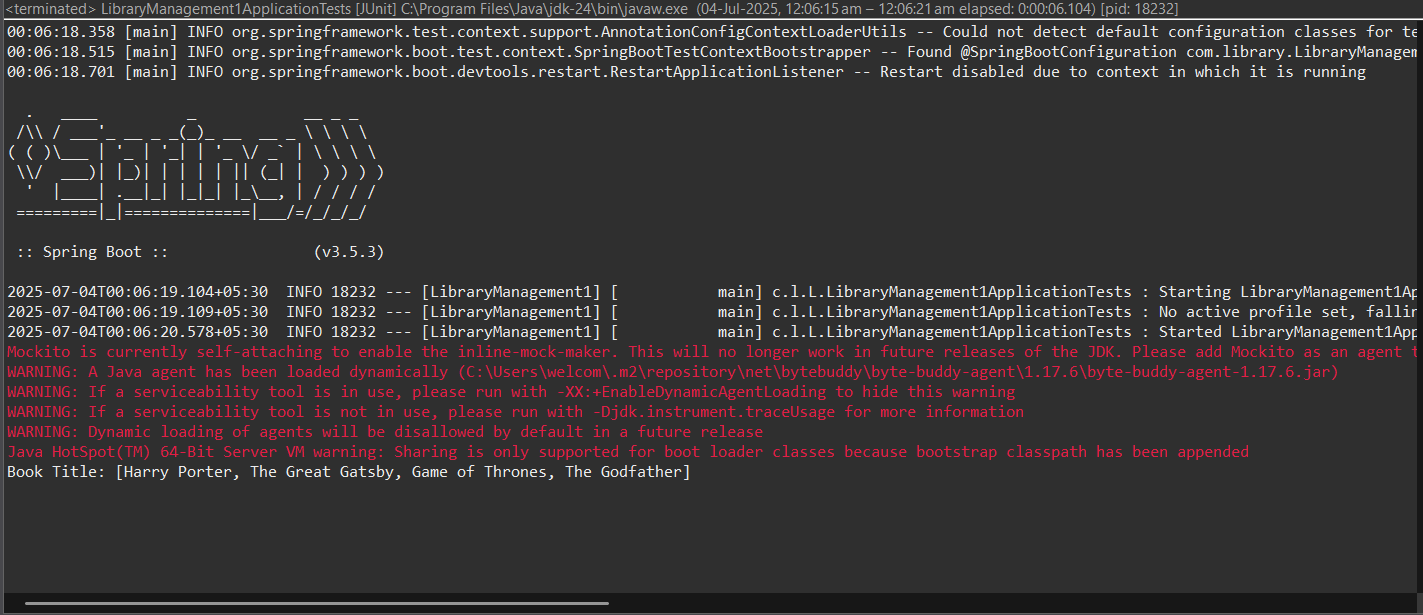 <terminated> LibraryManagement1ApplicationTests [JUnit] C:\Program Files\Java\jdk-24\bin\javaw.exe (04-Jul-2025, 12:06:15 am – 12:06:21 am elapsed: 0:00:06.104) [pid: 18232]
00:06:18.358 [main] INFO org.springframework.test.context.support.AnnotationConfigContextLoaderUtils -- Could not detect default configuration classes for te
00:06:18.515 [main] INFO org.springframework.boot.test.context.SpringBootTestContextBootstrapper -- Found @SpringBootConfiguration com.library.LibraryManagem
00:06:18.701 [main] INFO org.springframework.boot.devtools.restart.RestartApplicationListener -- Restart disabled due to context in which it is running
Spring
:: Spring Boot :: (v3.5.3)
2025-07-04T00:06:19.104+05:30 INFO 18232 --- [LibraryManagement1] [ main] c.l.L.LibraryManagement1ApplicationTests : Starting LibraryManagement1Ap
2025-07-04T00:06:19.109+05:30 INFO 18232 --- [LibraryManagement1] [ main] c.l.L.LibraryManagement1ApplicationTests : No active profile set, fallin
2025-07-04T00:06:20.578+05:30 INFO 18232 --- [LibraryManagement1] [ main] c.l.L.LibraryManagement1ApplicationTests : Started LibraryManagement1App
Mockito is currently self-attaching to enable the inline-mock-maker. This will no longer work in future releases of the JDK. Please add Mockito as an agent t
WARNING: A Java agent has been loaded dynamically (C:\Users\welcom\.m2\repository\net\bytebuddy\byte-buddy-agent\1.17.6\byte-buddy-agent-1.17.6.jar)
WARNING: If a serviceability tool is in use, please run with -XX:+EnableDynamicAgentLoading to hide this warning
WARNING: If a serviceability tool is not in use, please run with -Djdk.instrument.traceUsage for more information
WARNING: Dynamic loading of agents will be disallowed by default in a future release
Java HotSpot(TM) 64-Bit Server VM warning: Sharing is only supported for boot loader classes because bootstrap classpath has been appended
Book Title: [Harry Porter, The Great Gatsby, Game of Thrones, The Godfather]